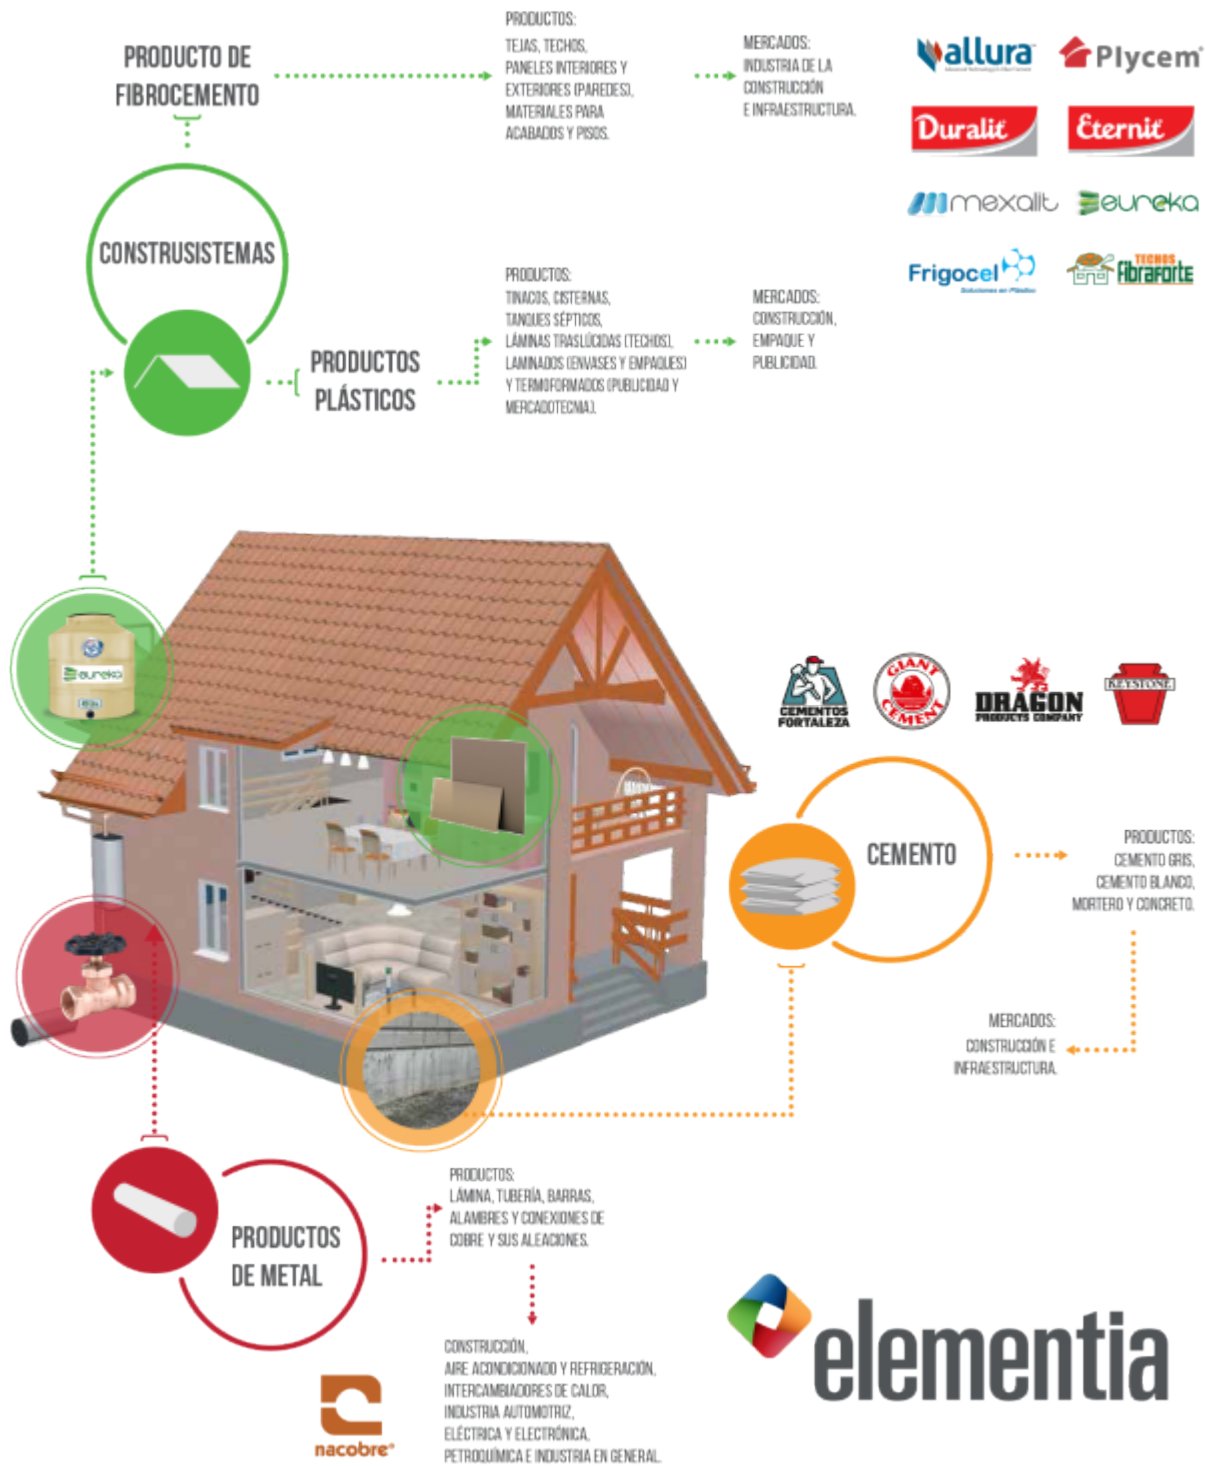 PRODUCTO DE
FIBROCEMENTO
PRODUCTOS:
TEJAS, TECHOS,
PANELES INTERIORES Y
EXTERIORES (PAREDES),
MATERIALES PARA
ACABADOS Y PISOS.
MERCADOS:
INDUSTRIA DE LA
CONSTRUCCIÓN
E INFRAESTRUCTURA.
allura
Plycem
Duralit
Eternit
mexalit
eureka
Frigocel
Soluciones en Plástico
TECHOS
Fibraforte
CONSTRUSISTEMAS
PRODUCTOS
PLÁSTICOS
PRODUCTOS:
TINACOS, CISTERNAS,
TANQUES SÉPTICOS,
LÁMINAS TRASLÚCIDAS (TECHOS),
LAMINADOS (ENVASES Y EMPAQUES)
Y TERMOFORMADOS (PUBLICIDAD Y
MERCADOTECNIA).
MERCADOS:
CONSTRUCCIÓN,
EMPAQUE Y
PUBLICIDAD.
eureka
CEMENTOS
FORTALEZA
GIANT
CEMENT
DRAGON
PRODUCTS COMPANY
KEYSTONE
CEMENTO
PRODUCTOS:
CEMENTO GRIS,
CEMENTO BLANCO,
MORTERO Y CONCRETO.
MERCADOS:
CONSTRUCCIÓN E
INFRAESTRUCTURA.
PRODUCTOS
DE METAL
PRODUCTOS:
LÁMINA, TUBERÍA, BARRAS,
ALAMBRES Y CONEXIONES DE
COBRE Y SUS ALEACIONES.
CONSTRUCCIÓN,
AIRE ACONDICIONADO Y REFRIGERACIÓN,
INTERCAMBIADORES DE CALOR,
INDUSTRIA AUTOMOTRIZ,
ELÉCTRICA Y ELECTRÓNICA,
PETROQUÍMICA E INDUSTRIA EN GENERAL.
nacobre
elementia